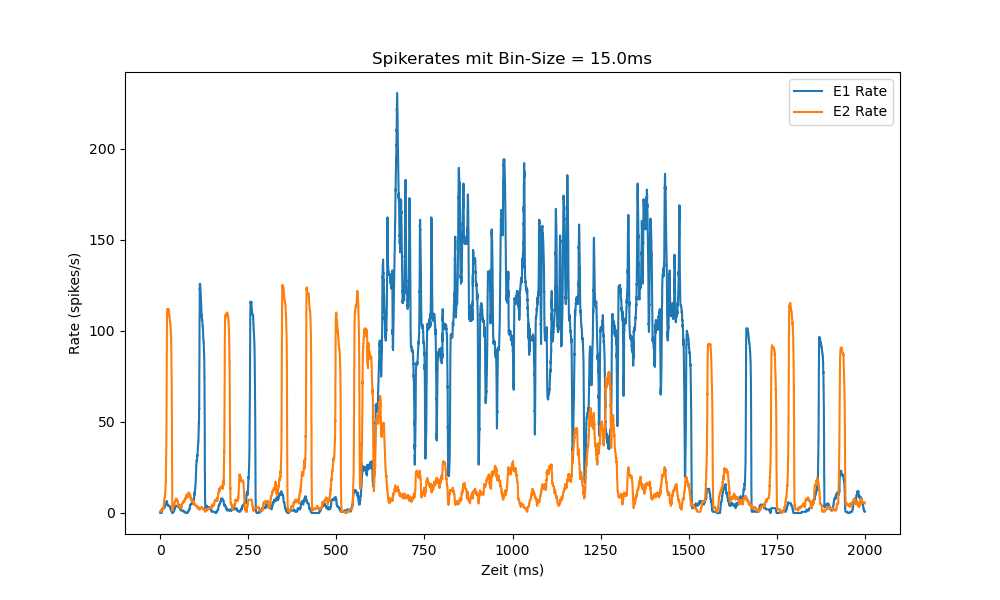 Spikerates mit Bin-Size = 15.0ms
E1 Rate
E2 Rate
Rate (spikes/s)
200
150
100
50
0
0 250 500 750 1000 1250 1500 1750 2000
Zeit (ms)